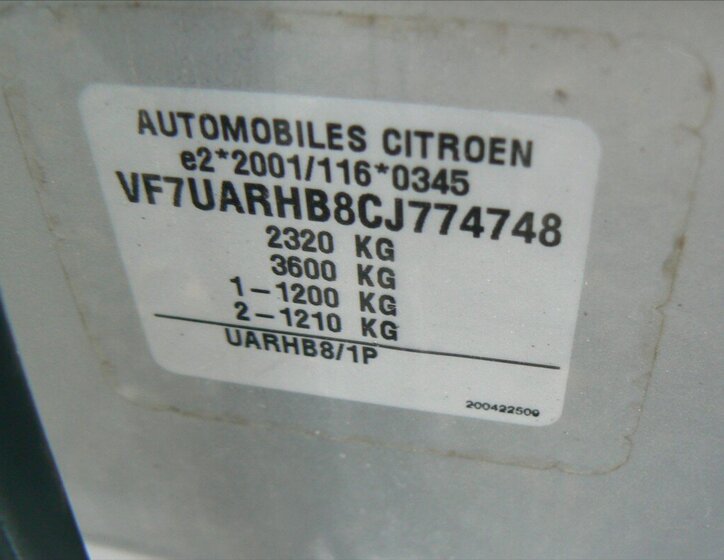 AUTOMOBILES CITROEN
e2*2001/116*0345
VF7UARHB8CJ774748
2320 KG
3600 KG
1-1200 KG
2-1210 KG
UARHB8/1P
200422509